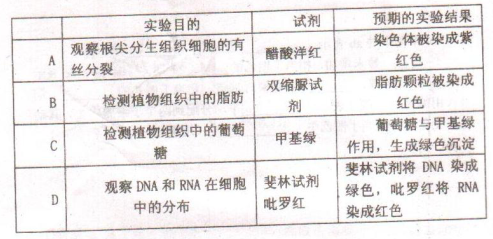 实验目的 试剂 预期的实验结果
A 观察根尖分生组织细胞的有丝分裂 醋酸洋红 染色体被染成紫红色
B 检测植物组织中的脂肪 双缩脲试剂 脂肪颗粒被染成红色
C 检测植物组织中的葡萄糖 甲基绿 葡萄糖与甲基绿作用，生成绿色沉淀
D 观察 DNA 和 RNA 在细胞中的分布 斐林试剂 吡罗红 斐林试剂将 DNA 染成绿色，吡罗红将 RNA 染成红色